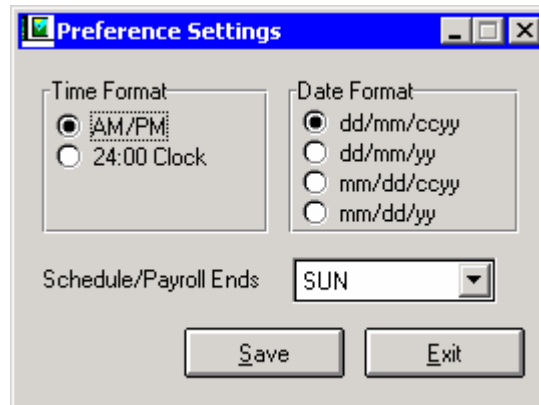 Preference Settings
Time Format
AM/PM
24:00 Clock
Date Format
dd/mm/ccyy
dd/mm/yy
mm/dd/ccyy
mm/dd/yy
Schedule/Payroll Ends
SUN
Save
Exit